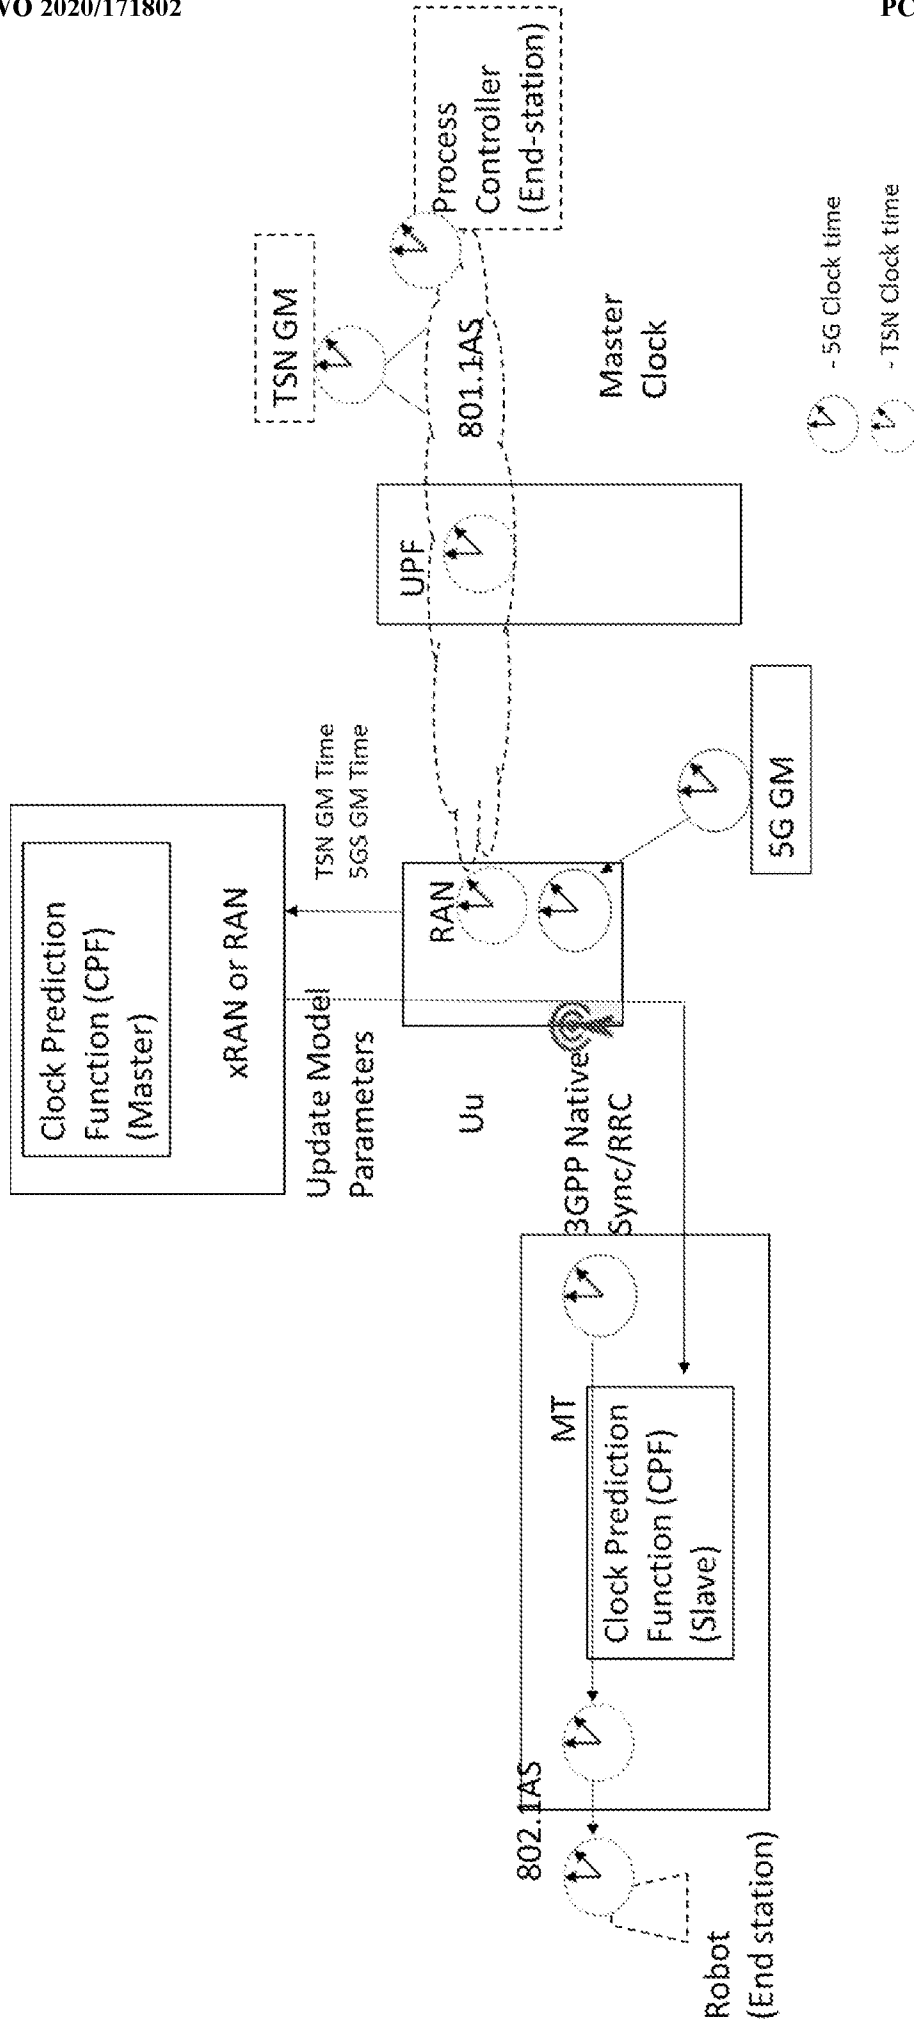 WO 2020/171802
PC
Clock Prediction
Function (CPF)
(Master)
xRAN or RAN
Update Model
Parameters
TSN GM Time
5GS GM Time
TSN GM
Process
Controller
(End-station)
801.1AS
UPF
RAN
Uu
3GPP Native
Sync/RRC
5G GM
Master
Clock
MT
Clock Prediction
Function (CPF)
(Slave)
802.1AS
Robot
(End station)
- 5G Clock time
- TSN Clock time